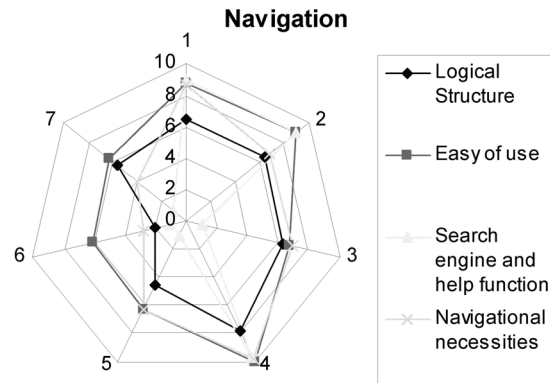 Navigation
1
10
8
6
4
2
0
2
3
4
5
6
7
Logical
Structure
Easy of use
Search
engine and
help function
Navigational
necessities